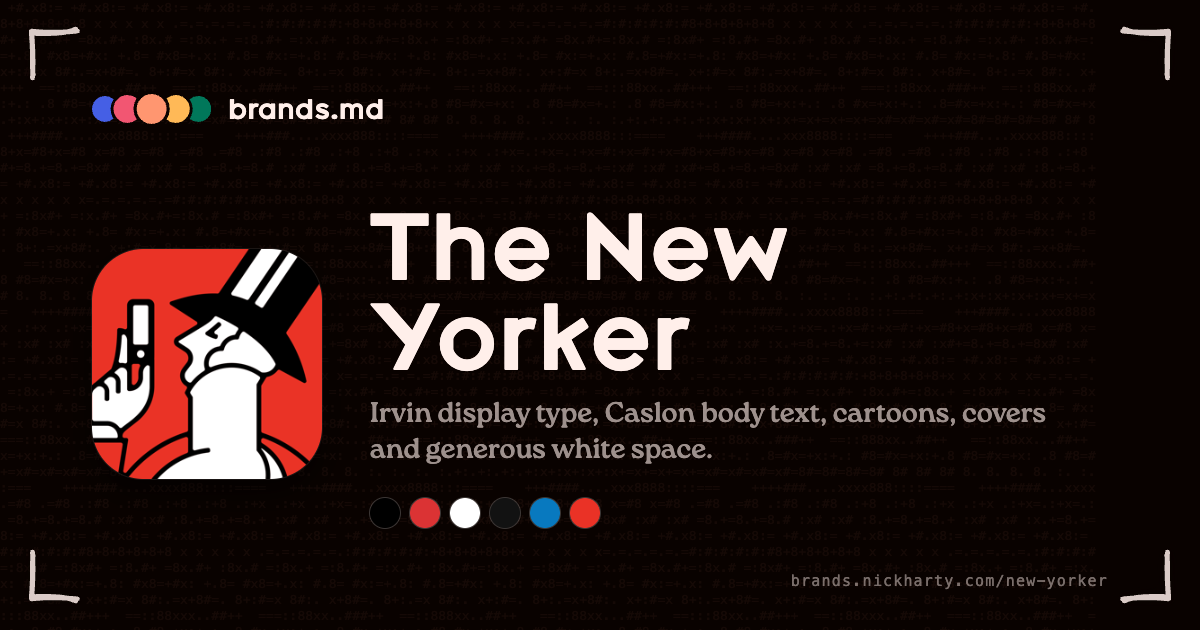 brands.md
The New
Yorker
Irvin display type, Caslon body text, cartoons, covers
and generous white space.
brands.nickharty.com/new-yorker